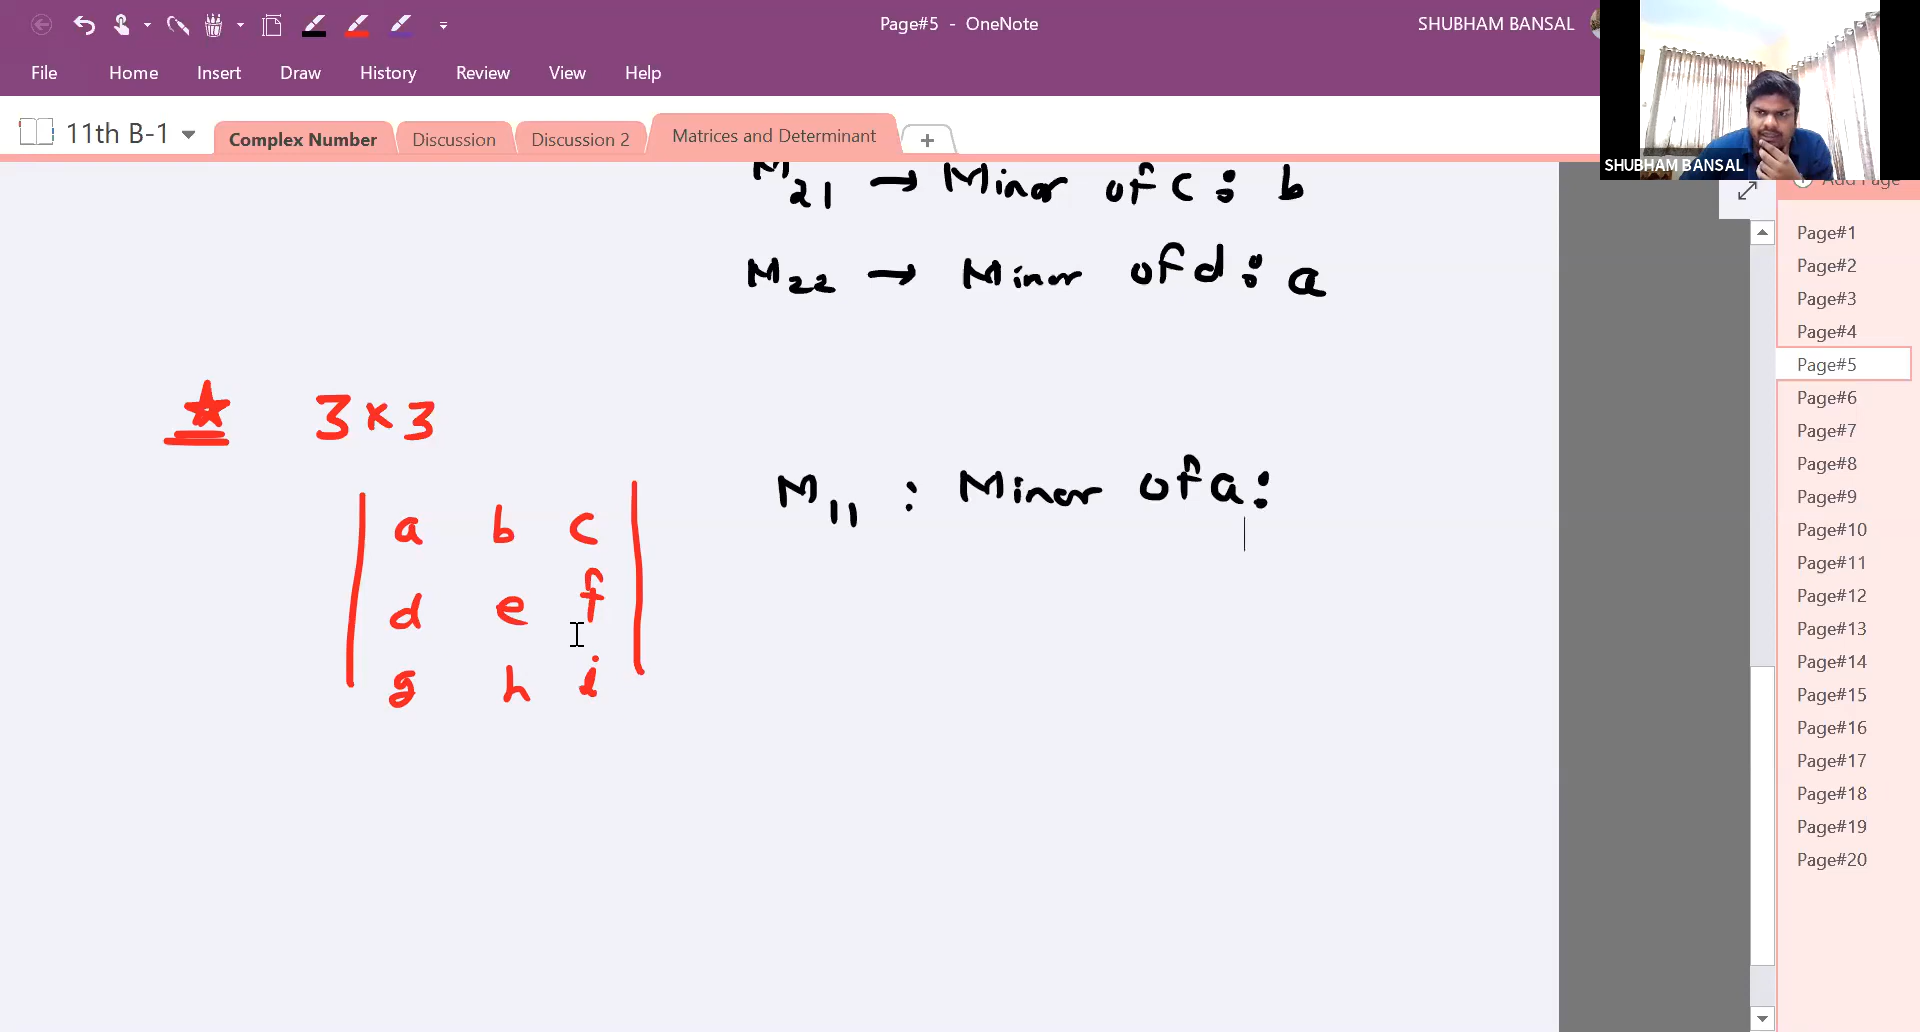 Page#5 - OneNote
SHUBHAM BANSAL
File Home Insert Draw History Review View Help
11th B-1
Complex Number
Discussion
Discussion 2
Matrices and Determinant
+
SHUBHAM BANSAL
Add Page
M21 → Minor of c : b
M22 → Minor of d : a
3 × 3
M11 : Minor of a :
a b c
d e f
g h i
Page#1
Page#2
Page#3
Page#4
Page#5
Page#6
Page#7
Page#8
Page#9
Page#10
Page#11
Page#12
Page#13
Page#14
Page#15
Page#16
Page#17
Page#18
Page#19
Page#20